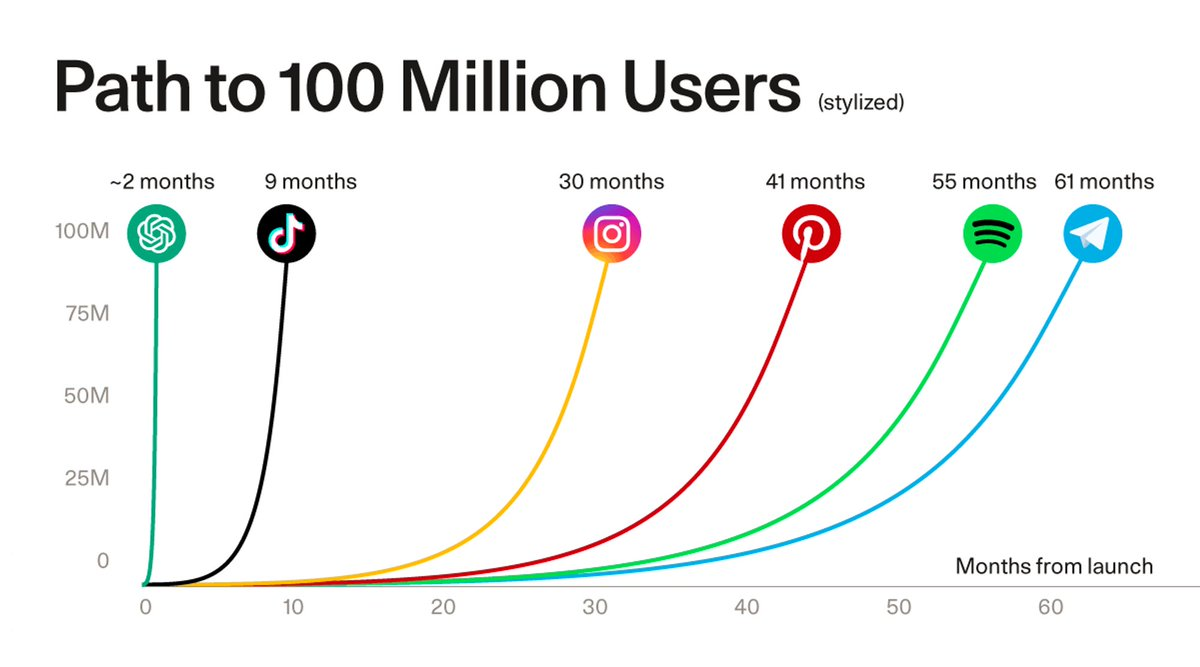 Path to 100 Million Users (stylized)
~2 months 9 months 30 months 41 months 55 months 61 months
100M
75M
50M
25M
0
Months from launch
0 10 20 30 40 50 60